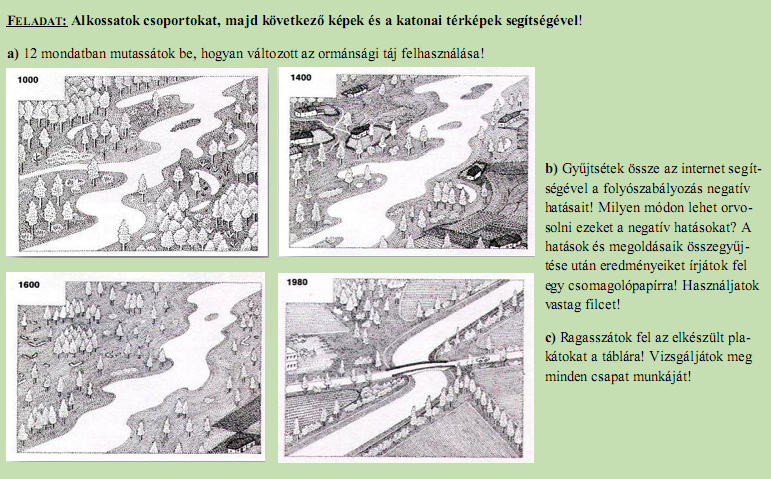 FELADAT: Alkossatok csoportokat, majd következő képek és a katonai térképek segítségével!
a) 12 mondatban mutassátok be, hogyan változott az ormánsági táj felhasználása!
1000
1400
1600
1980
b) Gyűjtsétek össze az internet segít-
ségével a folyószabályozás negatív
hatásait! Milyen módon lehet orvo-
solni ezeket a negatív hatásokat? A
hatások és megoldásaik összegyűj-
tése után eredményeiket írjátok fel
egy csomagolópapírra! Használjatok
vastag filcet!
c) Ragasszátok fel az elkészült pla-
kátokat a táblára! Vizsgáljátok meg
minden csapat munkáját!